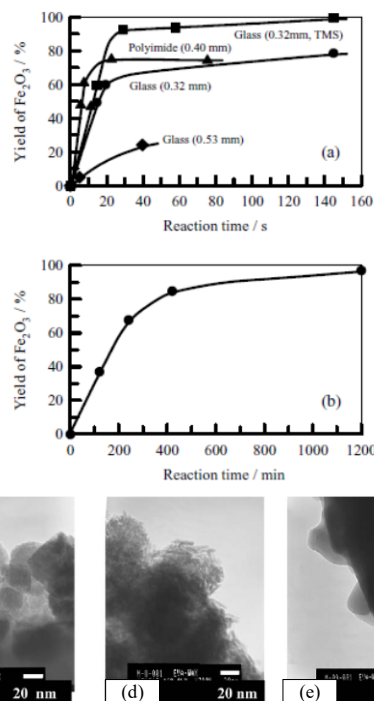 100
80
60
40
20
0
Yield of Fe2O3 / %
Polyimide (0.40 mm)
Glass (0.32mm, TMS)
Glass (0.32 mm)
Glass (0.53 mm)
(a)
0 20 40 60 80 100 120 140 160
Reaction time / s
100
80
60
40
20
0
Yield of Fe2O3 / %
(b)
0 200 400 600 800 1000 1200
Reaction time / min
20 nm
(d)
20 nm
(e)